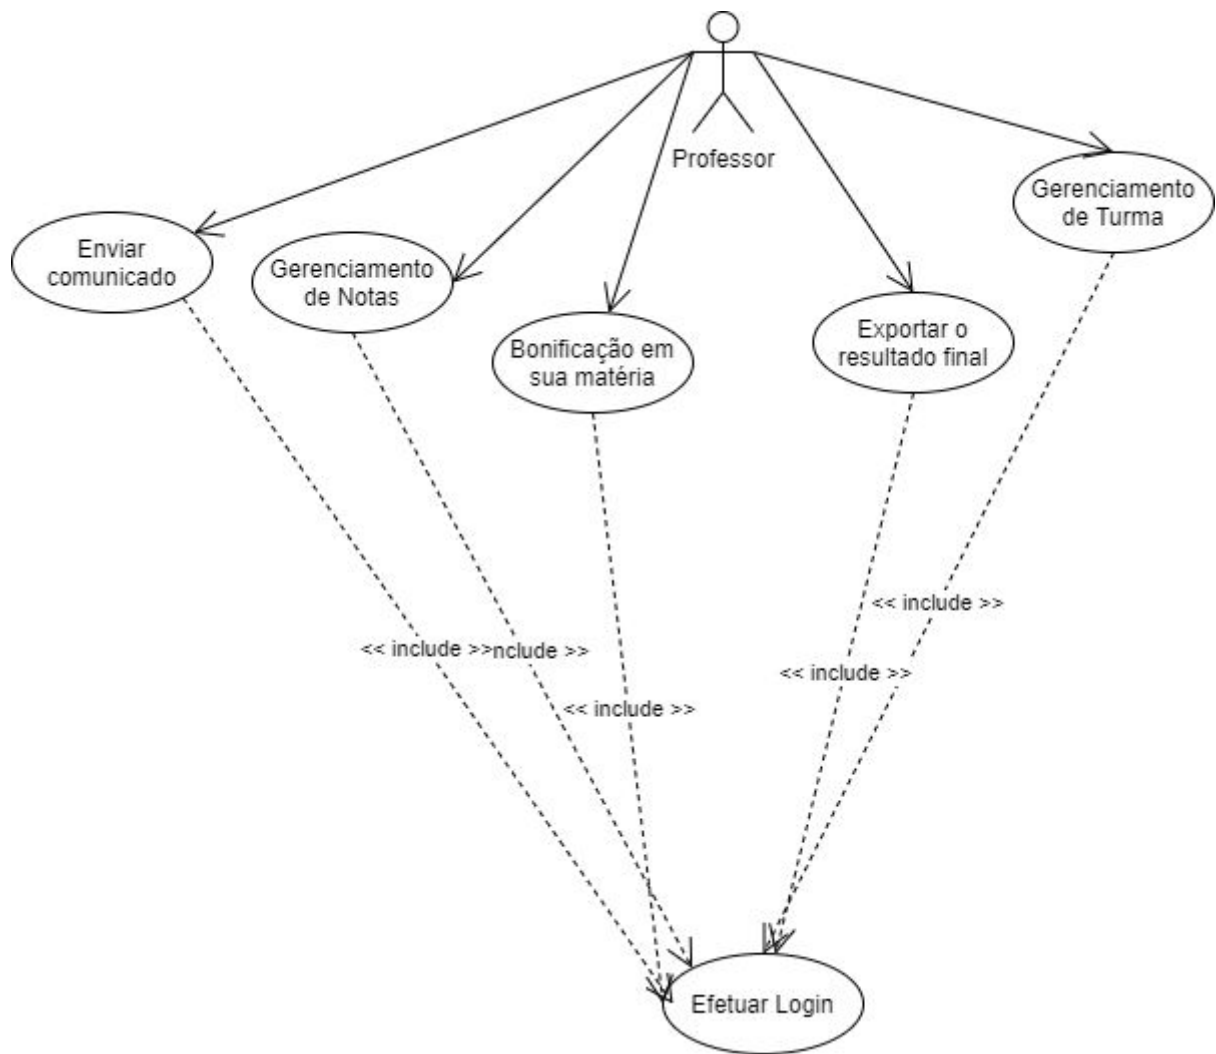 Professor
Gerenciamento
de Turma
Enviar
comunicado
Gerenciamento
de Notas
Bonificação em
sua matéria
Exportar o
resultado final
<< include >>
<< include >>
nclude >>
<< include >>
<< include >>
Efetuar Login